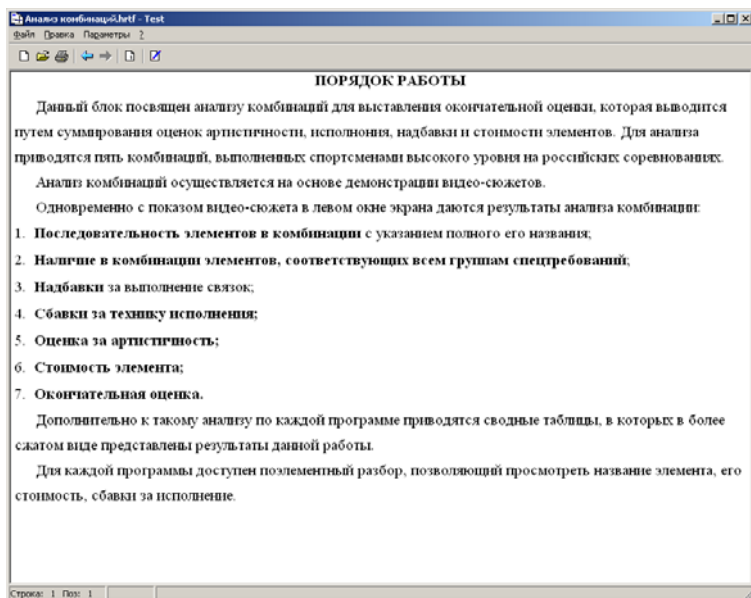 Анализ комбинаций.hrtf - Test
Файл Правка Параметры ?
ПОРЯДОК РАБОТЫ
Данный блок посвящен анализу комбинаций для выставления окончательной оценки, которая выводится
путем суммирования оценок артистичности, исполнония, надбавки и стоимости элементов. Для анализа
приводятся пять комбинаций, выполненных спортсменами высокого уровня на российских соревнованиях.
Анализ комбинаций осуществляется на основе демонстрации видео-сюжетов.
Одновременно с показом видео-сюжета в левом окне экрана даются результаты анализа комбинации:
1. Последовательность элементов в комбинации с указанием полного его названия;
2. Наличие в комбинации элементов, соответствующих всем группам спецтребований;
3. Надбавки за выполнение связок;
4. Сбавки за технику исполнения;
5. Оценка за артистичность;
6. Стоимость элемента;
7. Окончательная оценка.
Дополнительно к такому анализу по каждой программе приводятся сводные таблицы, в которых в более
сжатом виде представлены результаты данной работы.
Для каждой программы доступен поэлементный разбор, позволяющий просмотреть название элемента, его
стоимость, сбавки за исполнение.
Строка: 1 Поз: 1